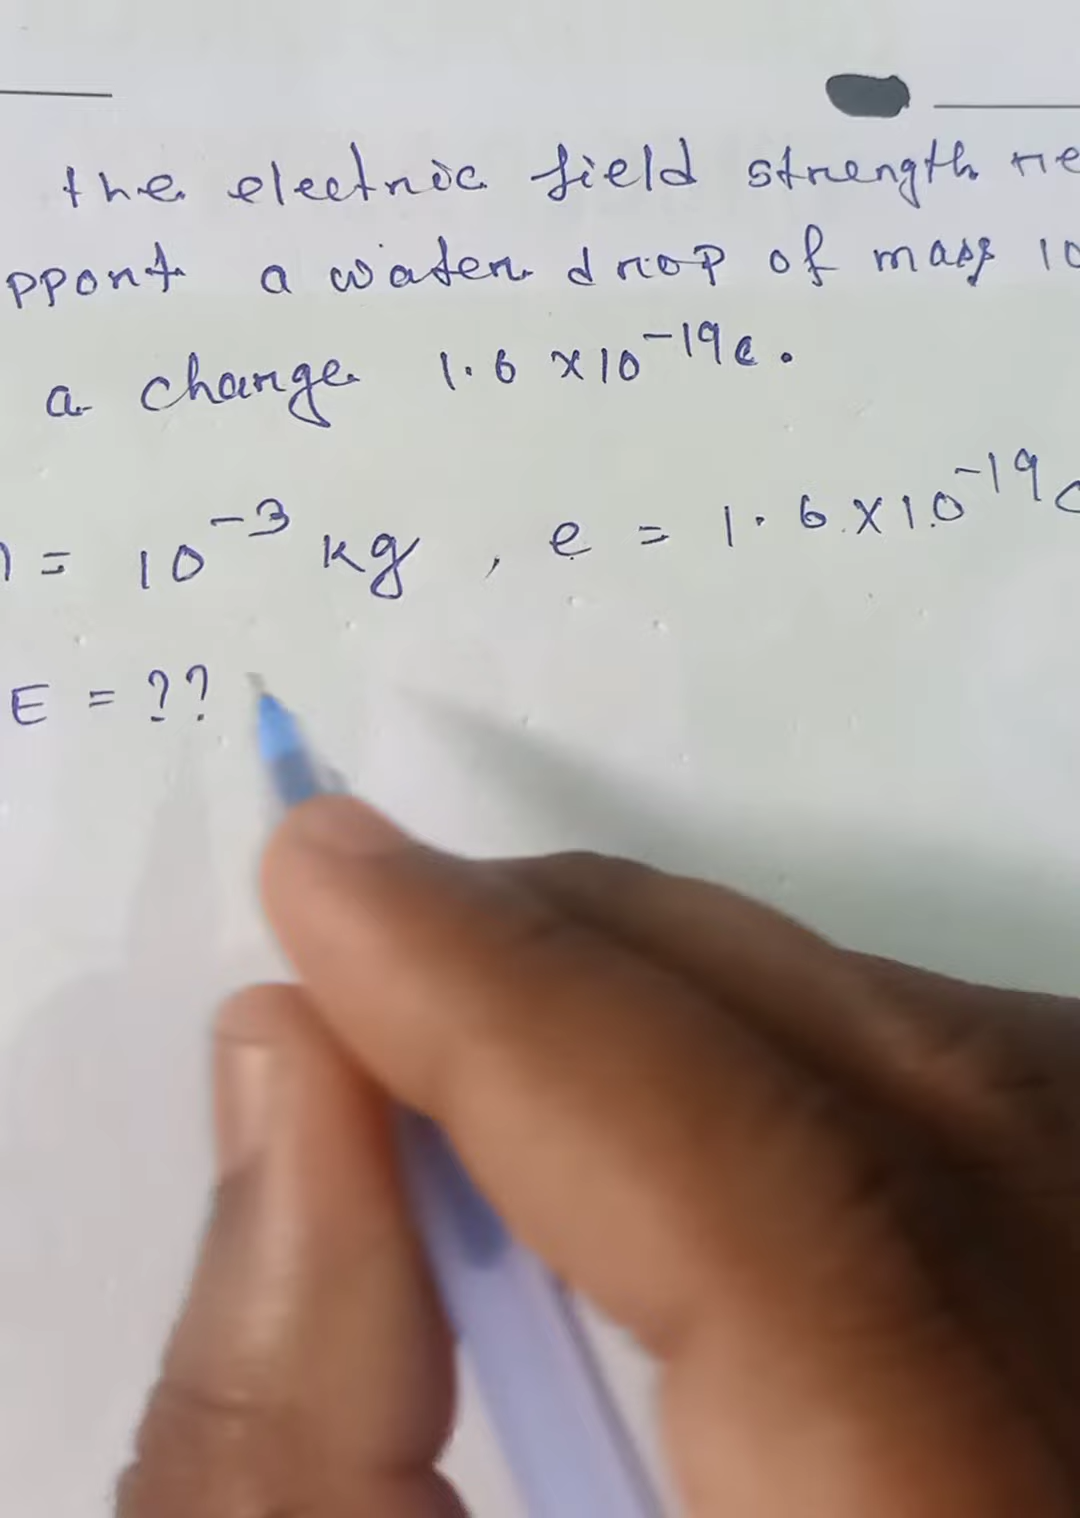 the electric field strength re
pport a water drop of mass 10
a charge 1.6 × 10⁻¹⁹ c.
= 10⁻³ kg , e = 1.6 × 10⁻¹⁹ C
E = ??